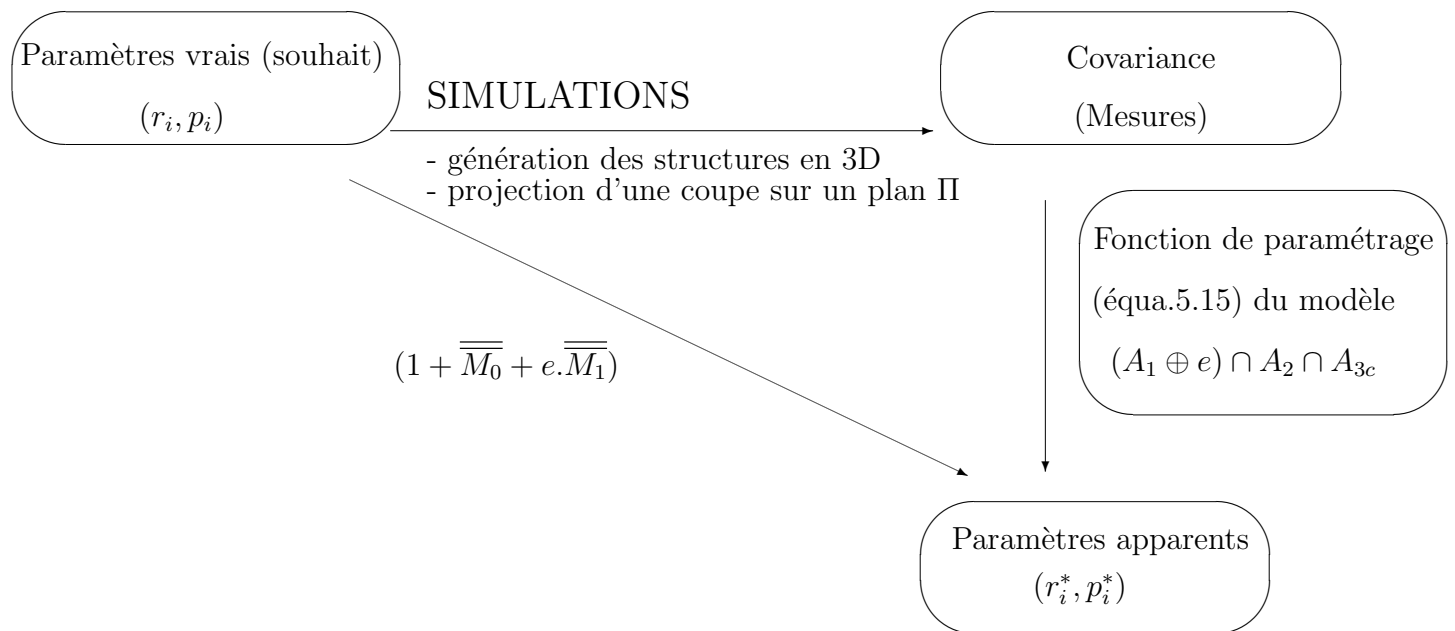 Paramètres vrais (souhait)
(r_i, p_i)
SIMULATIONS
- génération des structures en 3D
- projection d'une coupe sur un plan Π
Covariance
(Mesures)
Fonction de paramétrage
(équa.5.15) du modèle
(A_1 ⊕ e) ∩ A_2 ∩ A_{3c}
(1 + \overline{\overline{M_0}} + e.\overline{\overline{M_1}})
Paramètres apparents
(r_i^*, p_i^*)